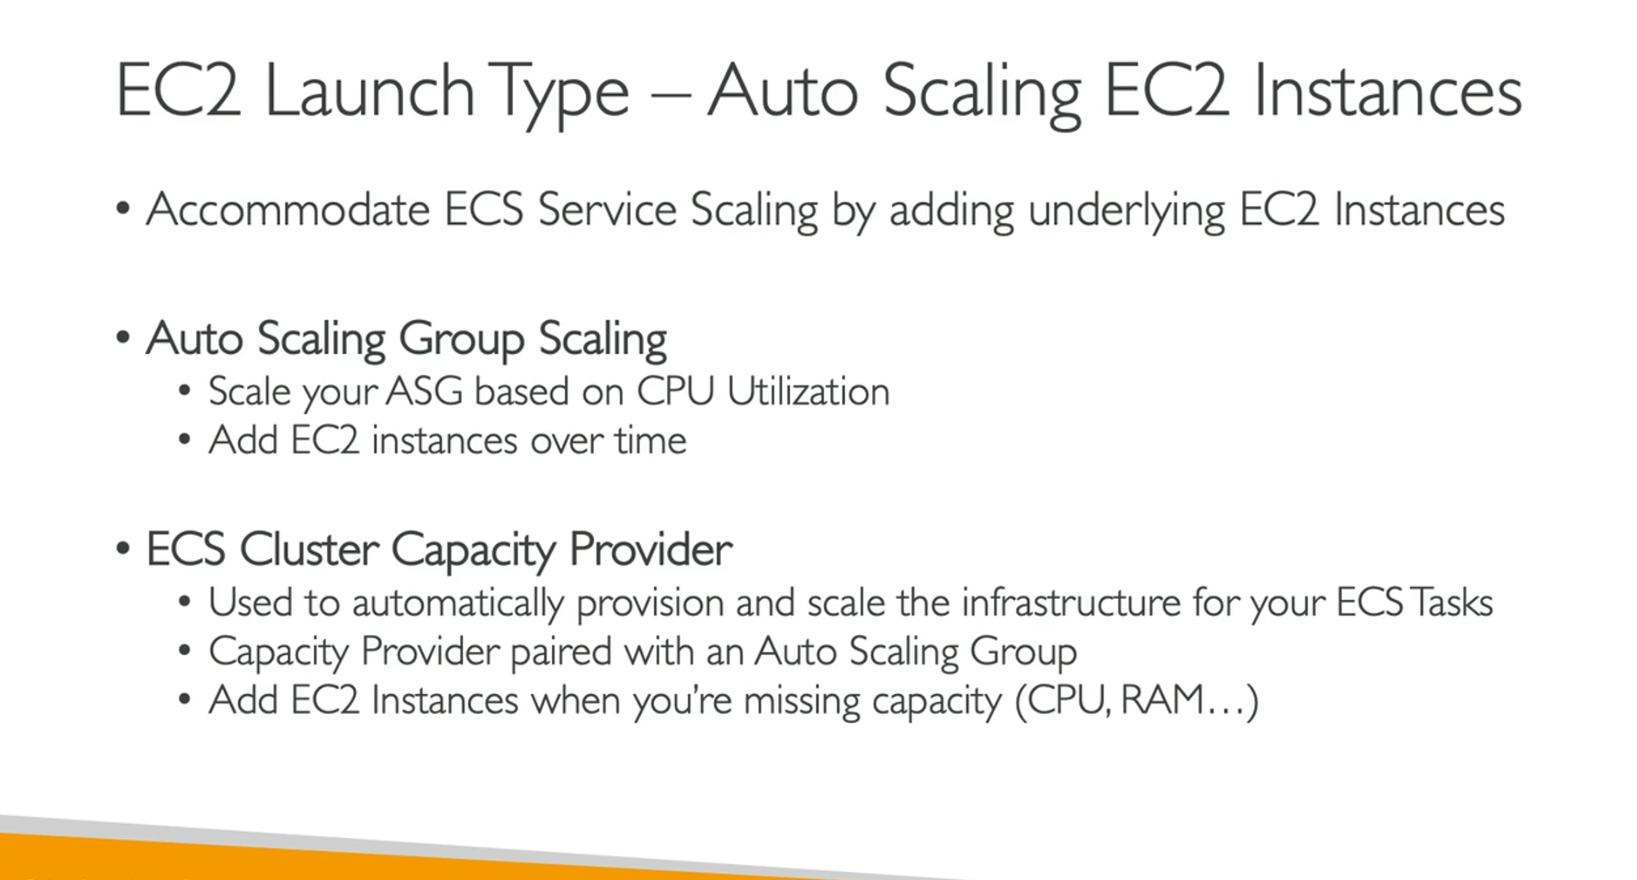 EC2 Launch Type – Auto Scaling EC2 Instances
• Accommodate ECS Service Scaling by adding underlying EC2 Instances
• Auto Scaling Group Scaling
• Scale your ASG based on CPU Utilization
• Add EC2 instances over time
• ECS Cluster Capacity Provider
• Used to automatically provision and scale the infrastructure for your ECS Tasks
• Capacity Provider paired with an Auto Scaling Group
• Add EC2 Instances when you're missing capacity (CPU, RAM…)